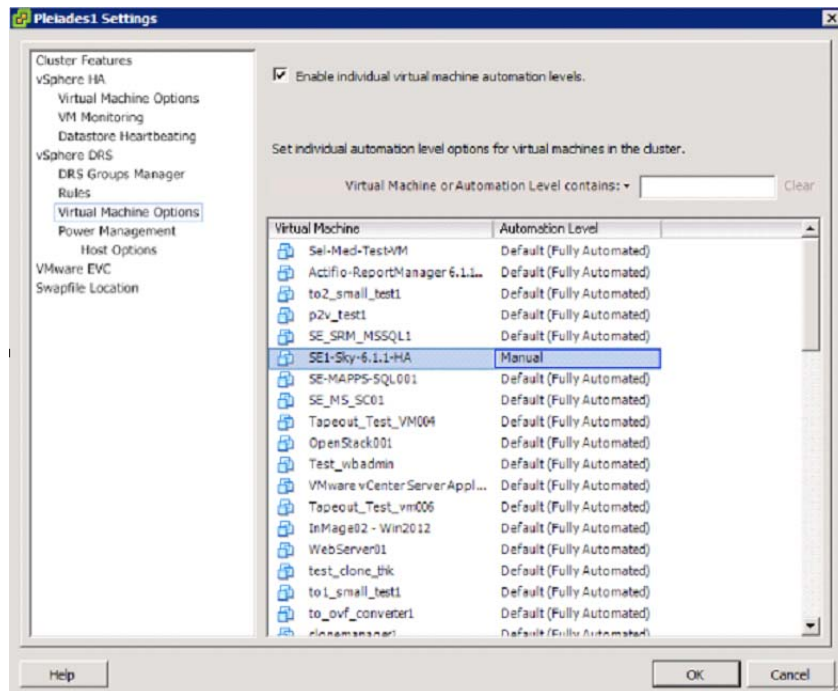 Pleiades1 Settings
Cluster Features
vSphere HA
Virtual Machine Options
VM Monitoring
Datastore Heartbeating
vSphere DRS
DRS Groups Manager
Rules
Virtual Machine Options
Power Management
Host Options
VMware EVC
Swapfile Location
Enable individual virtual machine automation levels.
Set individual automation level options for virtual machines in the cluster.
Virtual Machine or Automation Level contains: Clear
Virtual Machine Automation Level
Sel-Med-Test-VM Default (Fully Automated)
Actifio-ReportManager 6.1.1... Default (Fully Automated)
to2_small_test1 Default (Fully Automated)
p2v_test1 Default (Fully Automated)
SE_SRM_MSSQL1 Default (Fully Automated)
SE1-Sky-6.1.1-HA Manual
SE-MAPPS-SQL001 Default (Fully Automated)
SE_MS_SC01 Default (Fully Automated)
Tapeout_Test_VM004 Default (Fully Automated)
OpenStack001 Default (Fully Automated)
Test_wbadmin Default (Fully Automated)
VMware vCenter Server Appl... Default (Fully Automated)
Tapeout_Test_vm006 Default (Fully Automated)
InMage02 - Win2012 Default (Fully Automated)
WebServer01 Default (Fully Automated)
test_clone_thk Default (Fully Automated)
to1_small_test1 Default (Fully Automated)
to_ovf_converter1 Default (Fully Automated)
clonemanager1 Default (Fully Automated)
Help OK Cancel